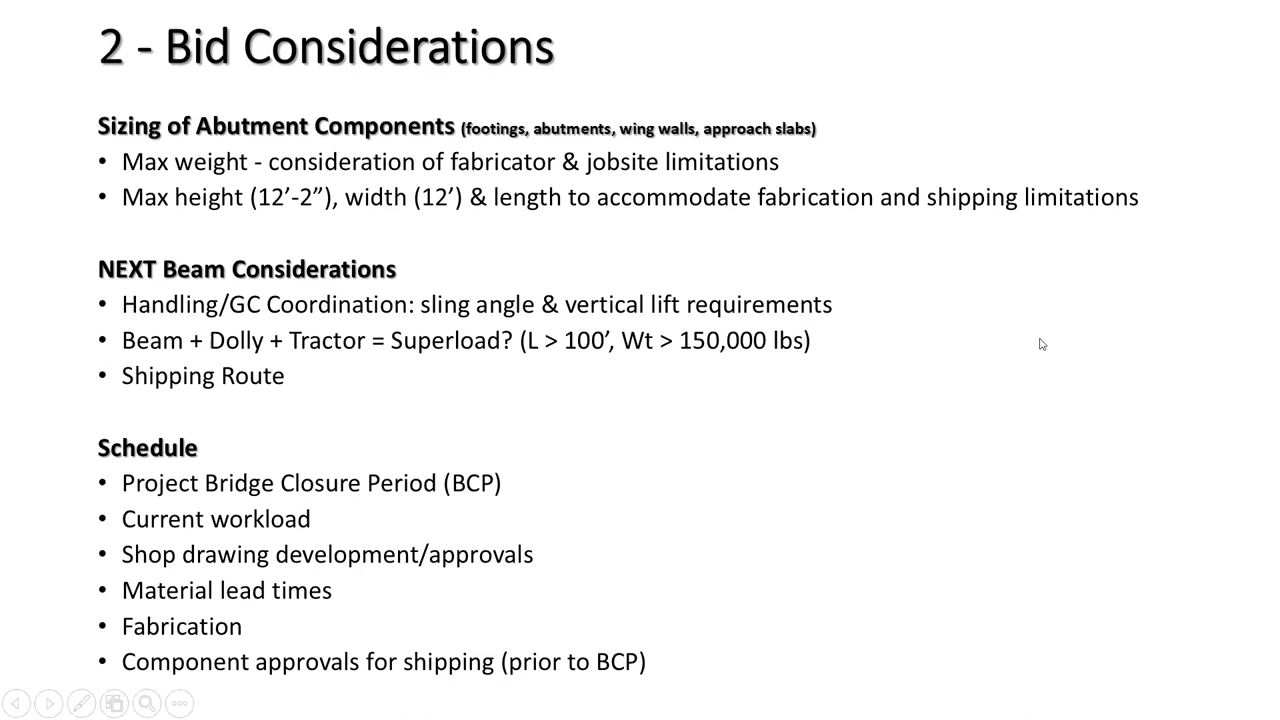 2 - Bid Considerations
Sizing of Abutment Components (footings, abutments, wing walls, approach slabs)
• Max weight - consideration of fabricator & jobsite limitations
• Max height (12’-2”), width (12’) & length to accommodate fabrication and shipping limitations
NEXT Beam Considerations
• Handling/GC Coordination: sling angle & vertical lift requirements
• Beam + Dolly + Tractor = Superload? (L > 100’, Wt > 150,000 lbs)
• Shipping Route
Schedule
• Project Bridge Closure Period (BCP)
• Current workload
• Shop drawing development/approvals
• Material lead times
• Fabrication
• Component approvals for shipping (prior to BCP)